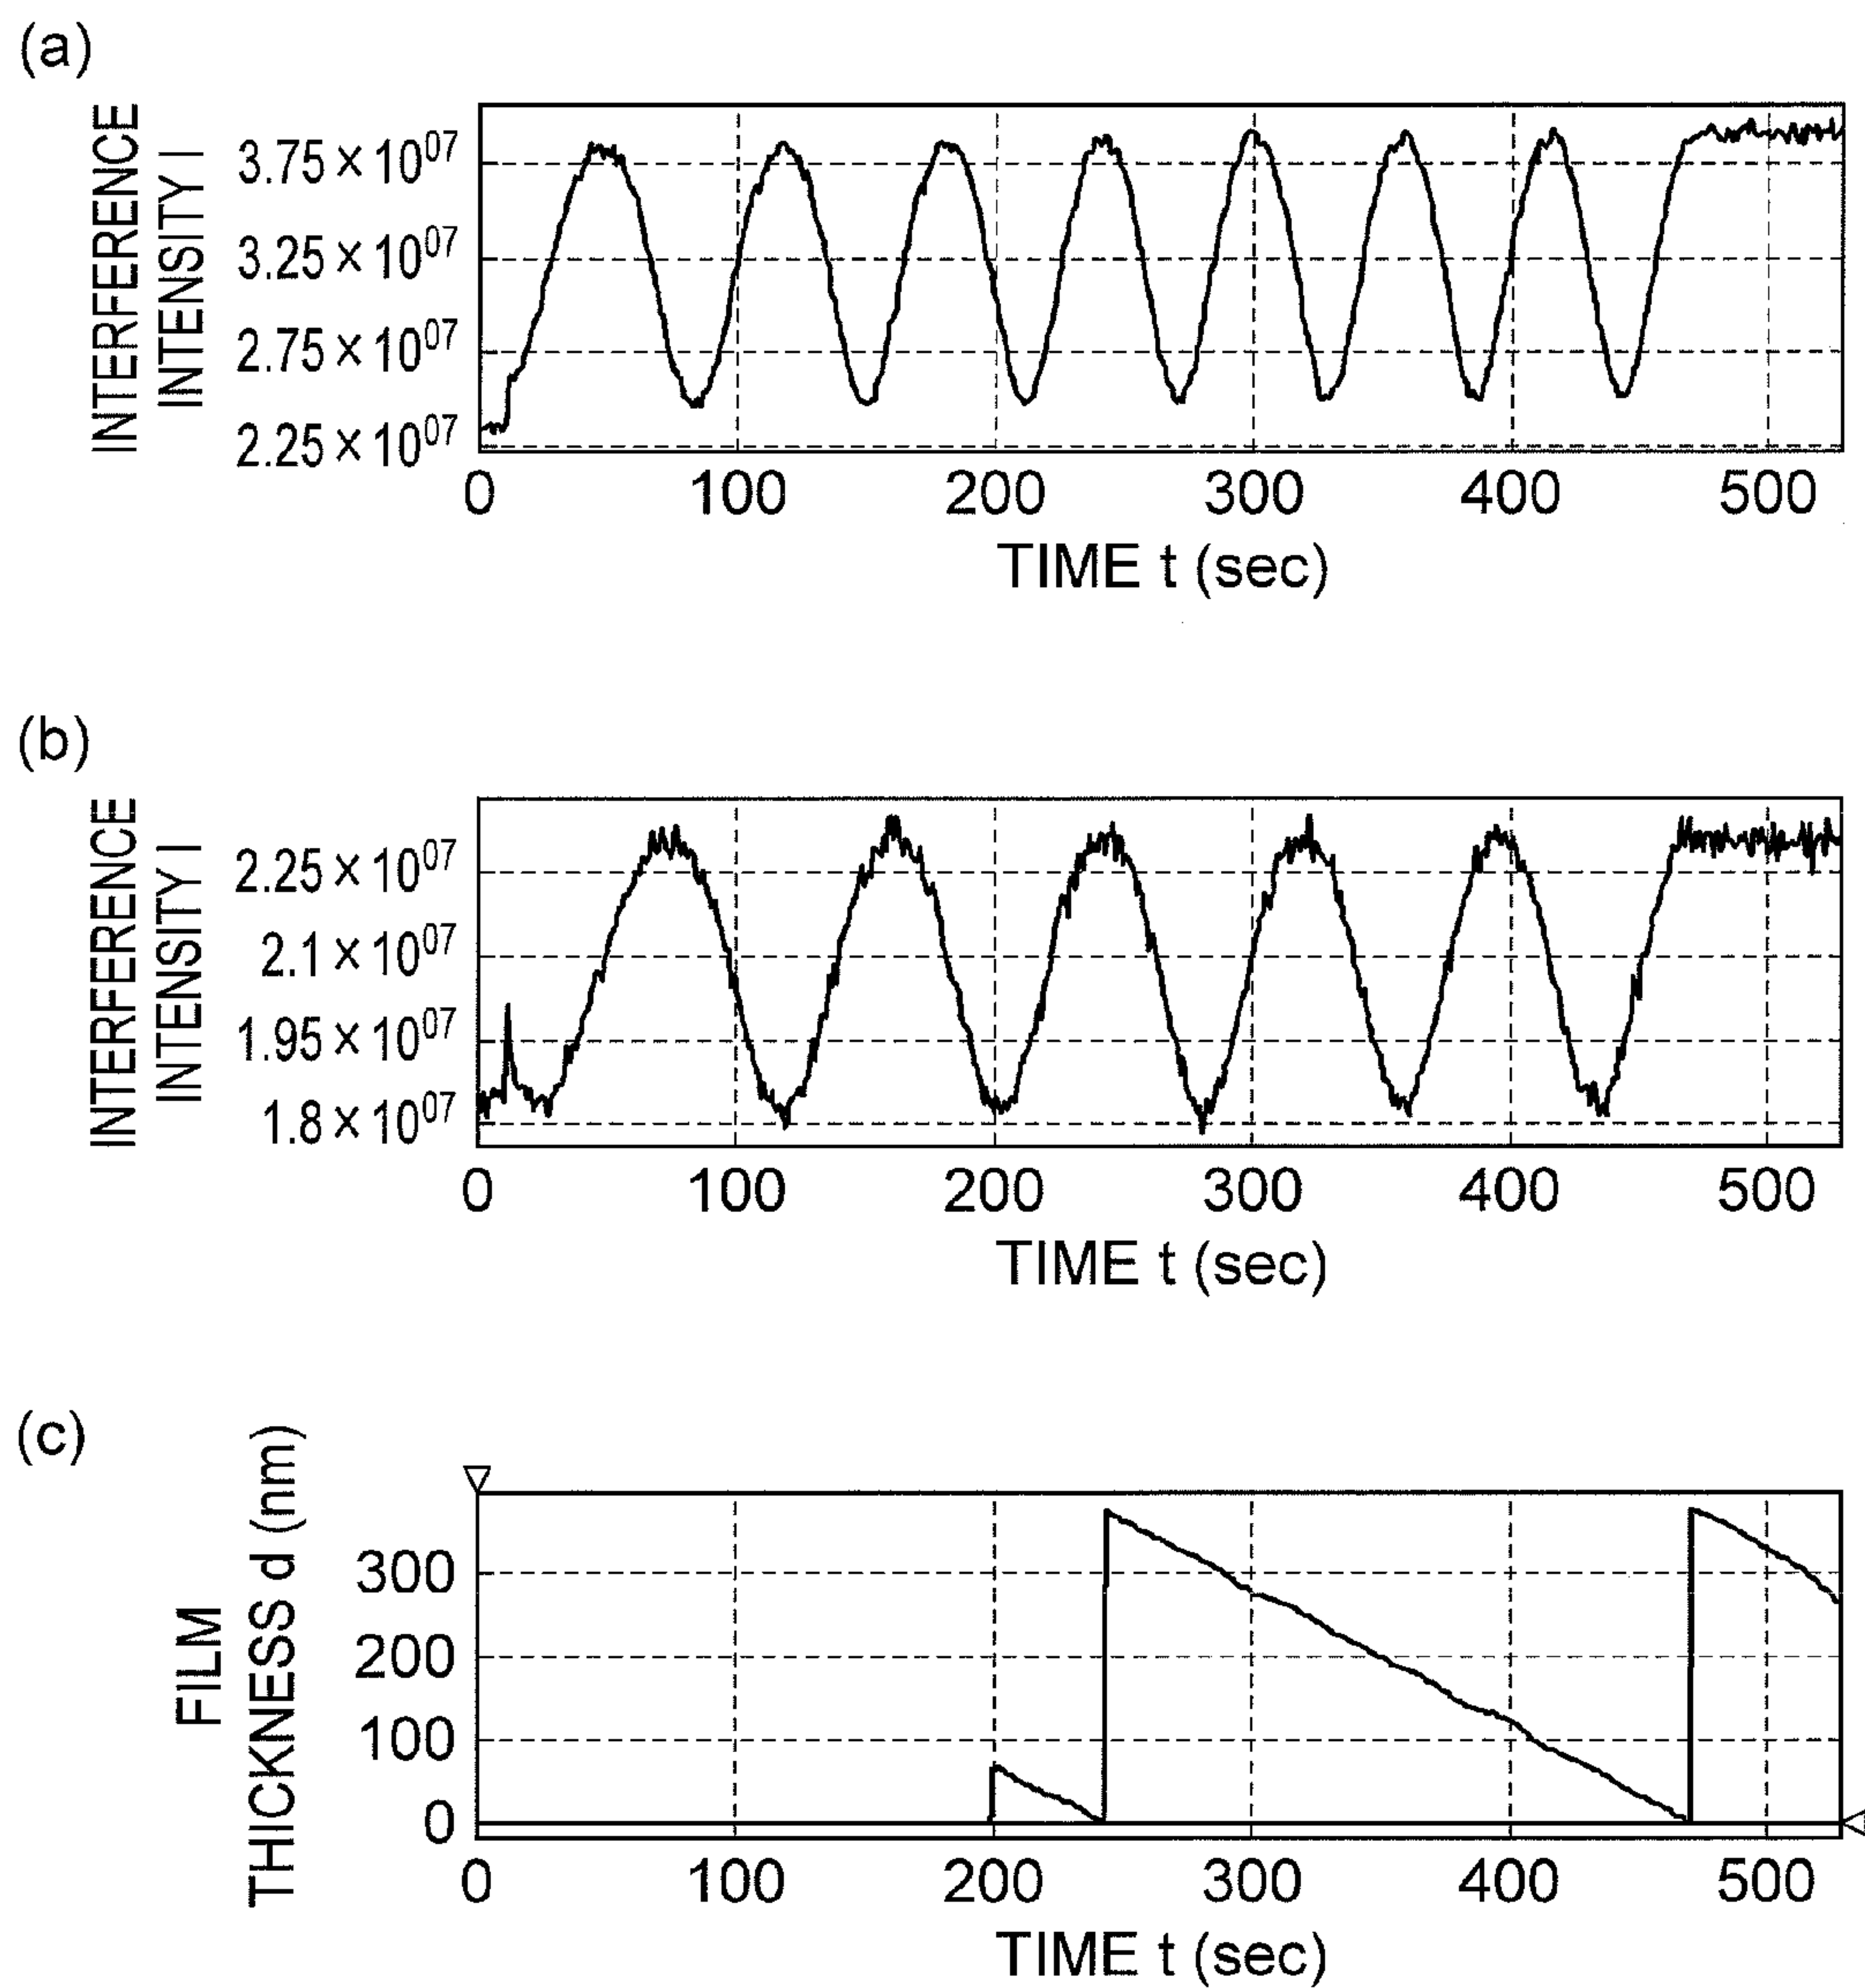 (a)
INTERFERENCE
INTENSITY I
3.75×10^07
3.25×10^07
2.75×10^07
2.25×10^07
0 100 200 300 400 500
TIME t (sec)
(b)
INTERFERENCE
INTENSITY I
2.25×10^07
2.1×10^07
1.95×10^07
1.8×10^07
0 100 200 300 400 500
TIME t (sec)
(c)
FILM
THICKNESS d (nm)
300
200
100
0
0 100 200 300 400 500
TIME t (sec)